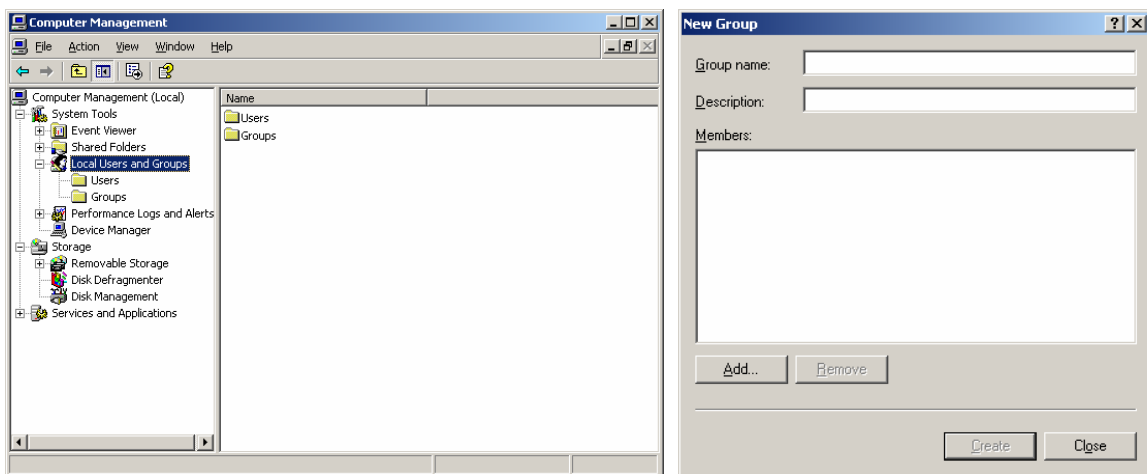 Computer Management
File Action View Window Help
Computer Management (Local)
System Tools
Event Viewer
Shared Folders
Local Users and Groups
Users
Groups
Performance Logs and Alerts
Device Manager
Storage
Removable Storage
Disk Defragmenter
Disk Management
Services and Applications
Name
Users
Groups
New Group
Group name:
Description:
Members:
Add... Remove
Create Close